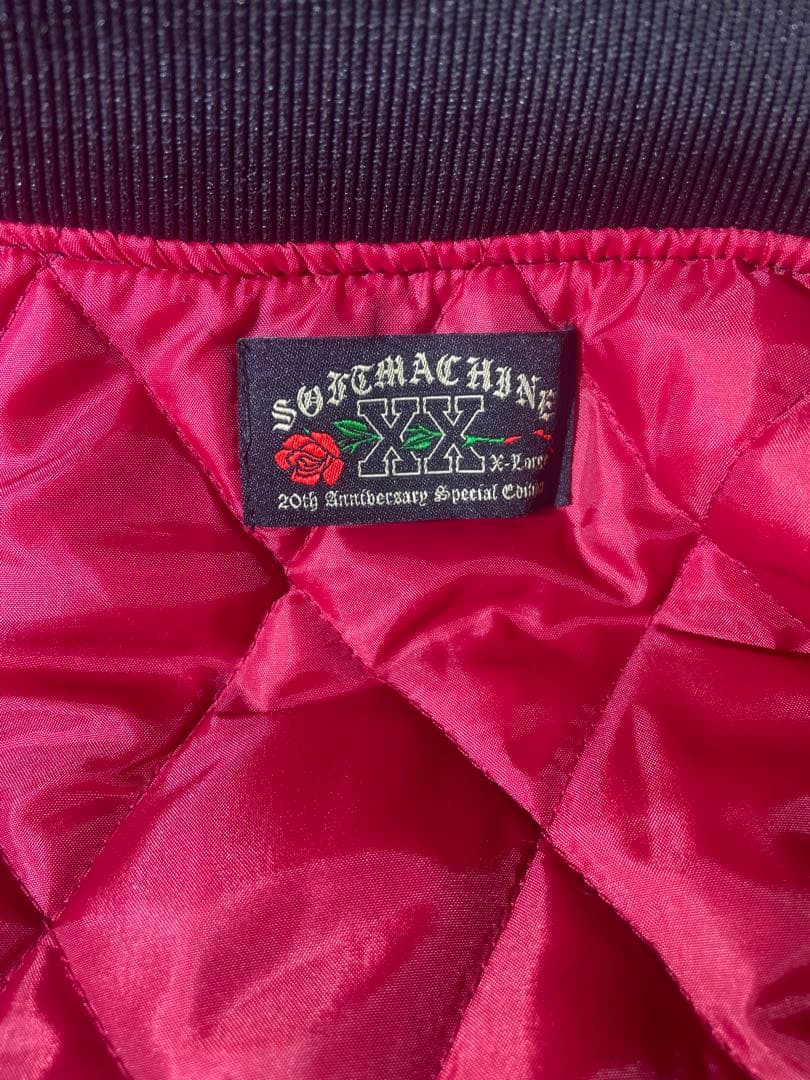 SOFTMACHINE
XX
X-Large
20th Anniversary Special Edition